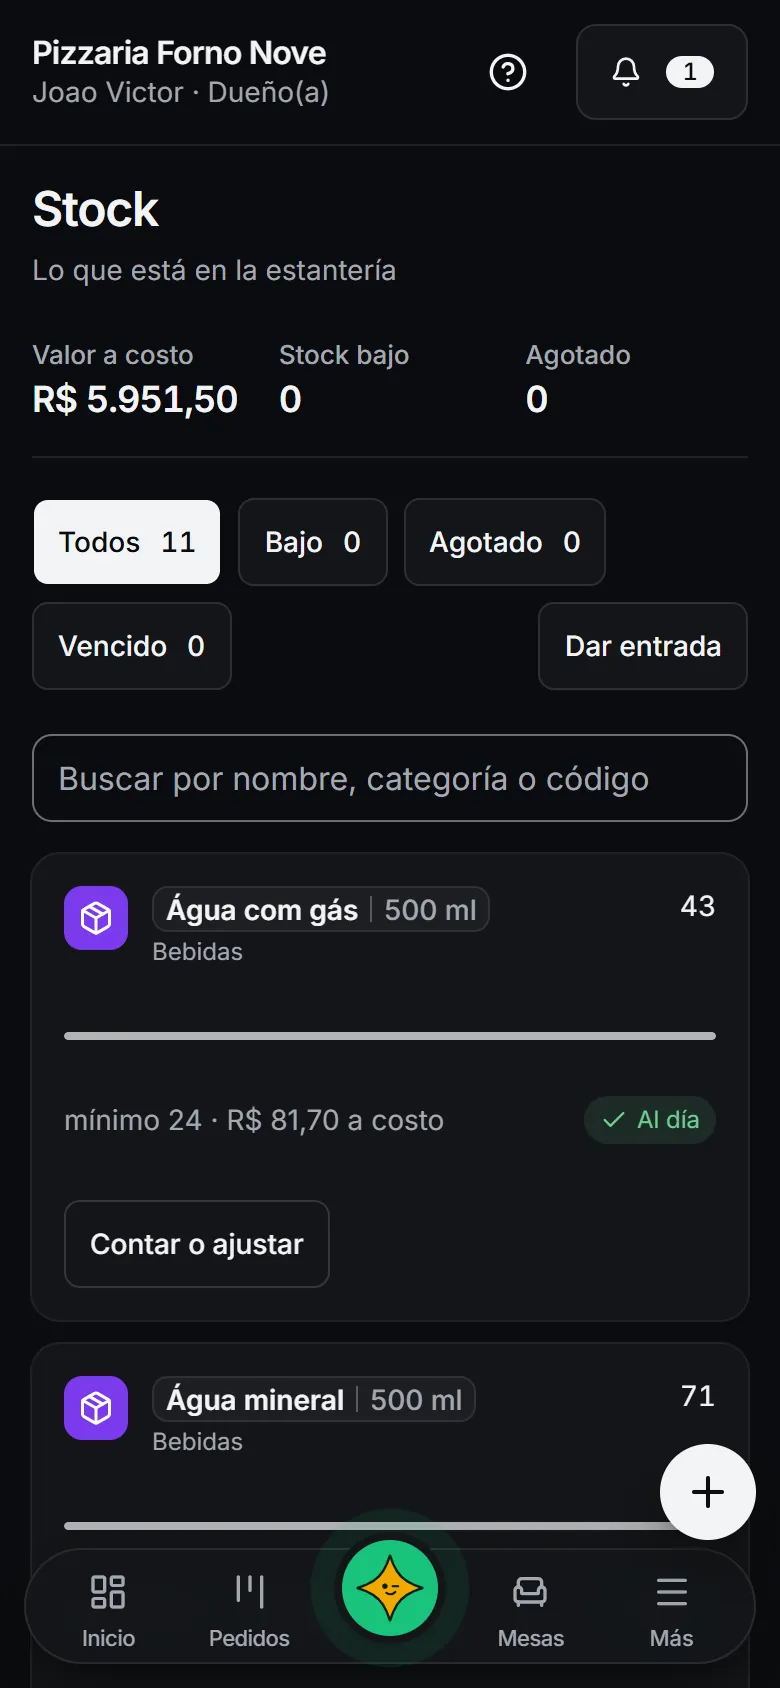 Pizzaria Forno Nove
Joao Victor · Dueño(a)
1
Stock
Lo que está en la estantería
Valor a costo Stock bajo Agotado
R$ 5.951,50 0 0
Todos 11 Bajo 0 Agotado 0
Vencido 0 Dar entrada
Buscar por nombre, categoría o código
Água com gás 500 ml 43
Bebidas
mínimo 24 · R$ 81,70 a costo Al día
Contar o ajustar
Água mineral 500 ml 71
Bebidas
Inicio Pedidos Mesas Más